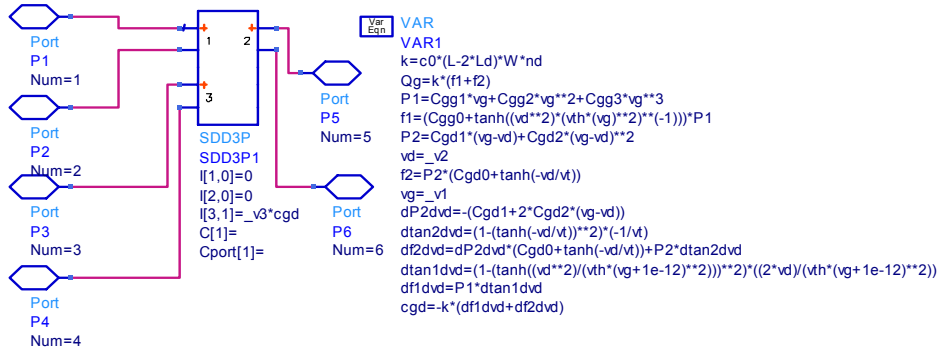 Port
P1
Num=1
Port
P2
Num=2
Port
P3
Num=3
Port
P4
Num=4
+
1
+
2
+
3
SDD3P
SDD3P1
I[1,0]=0
I[2,0]=0
I[3,1]=_v3*cgd
C[1]=
Cport[1]=
Port
P5
Num=5
Port
P6
Num=6
Var
Eqn
VAR
VAR1
k=c0*(L-2*Ld)*W*nd
Qg=k*(f1+f2)
P1=Cgg1*vg+Cgg2*vg**2+Cgg3*vg**3
f1=(Cgg0+tanh((vd**2)*(vth*(vg)**2)**(-1)))*P1
P2=Cgd1*(vg-vd)+Cgd2*(vg-vd)**2
vd=_v2
f2=P2*(Cgd0+tanh(-vd/vt))
vg=_v1
dP2dvd=-(Cgd1+2*Cgd2*(vg-vd))
dtan2dvd=(1-(tanh(-vd/vt))**2)*(-1/vt)
df2dvd=dP2dvd*(Cgd0+tanh(-vd/vt))+P2*dtan2dvd
dtan1dvd=(1-(tanh((vd**2)/(vth*(vg+1e-12)**2)))**2)*((2*vd)/(vth*(vg+1e-12)**2))
df1dvd=P1*dtan1dvd
cgd=-k*(df1dvd+df2dvd)